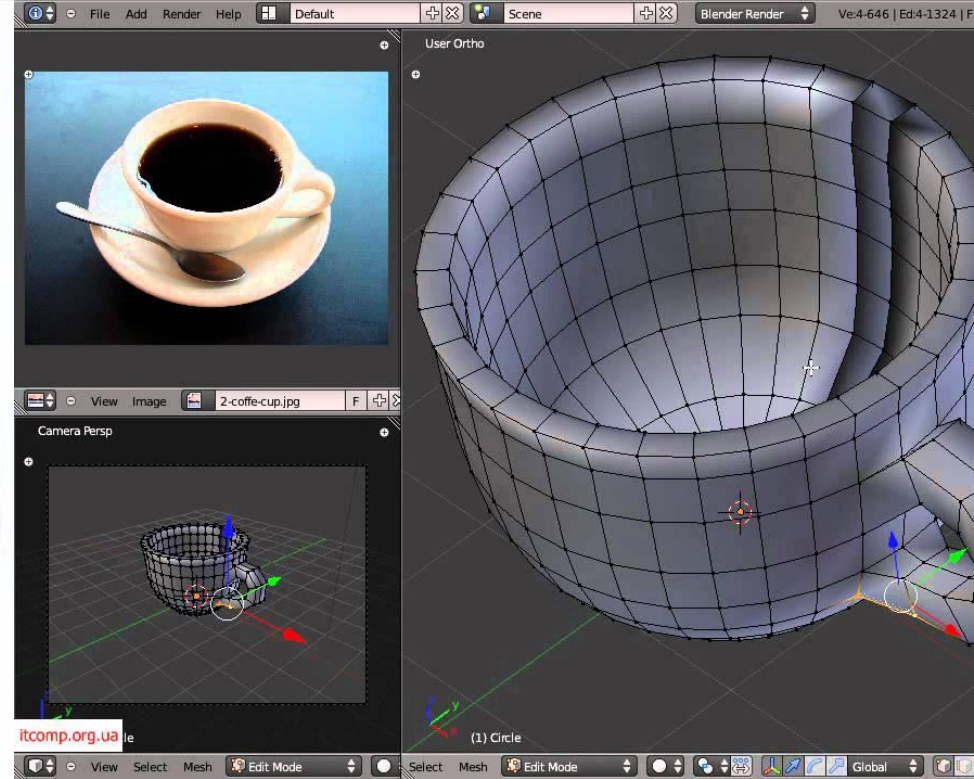 File Add Render Help Default Scene Blender Render Ve:4-646 | Ed:4-1324 | F
User Ortho
View Image 2-coffe-cup.jpg F
Camera Persp
y
itcomp.org.ua le
y
x
(1) Circle
View Select Mesh Edit Mode
Select Mesh Edit Mode Global